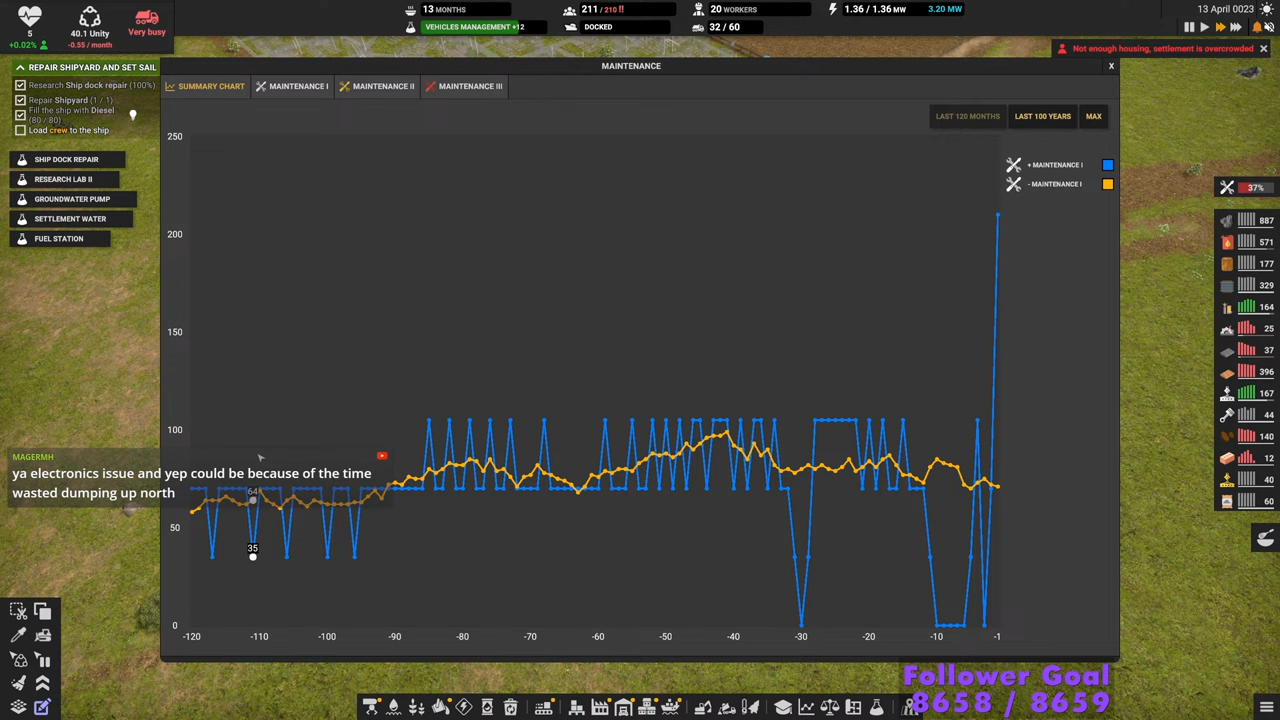 5
+0.02%
40.1 Unity
-0.55 / month
Very busy
13 MONTHS
VEHICLES MANAGEMENT +12
211 / 210 !!
DOCKED
20 WORKERS
32 / 60
1.36 / 1.36 MW
3.20 MW
13 April 0023
Not enough housing, settlement is overcrowded
REPAIR SHIPYARD AND SET SAIL
Research Ship dock repair (100%)
Repair Shipyard (1 / 1)
Fill the ship with Diesel
(80 / 80)
Load crew to the ship
SHIP DOCK REPAIR
RESEARCH LAB II
GROUNDWATER PUMP
SETTLEMENT WATER
FUEL STATION
MAINTENANCE
X
SUMMARY CHART
MAINTENANCE I
MAINTENANCE II
MAINTENANCE III
LAST 120 MONTHS
LAST 100 YEARS
MAX
+ MAINTENANCE I
- MAINTENANCE I
250
200
150
100
50
0
64
35
-120
-110
-100
-90
-80
-70
-60
-50
-40
-30
-20
-10
-1
MAGERMH
ya electronics issue and yep could be because of the time
wasted dumping up north
37%
887
571
177
329
164
25
37
396
167
44
140
12
40
60
Follower Goal
8658 / 8659